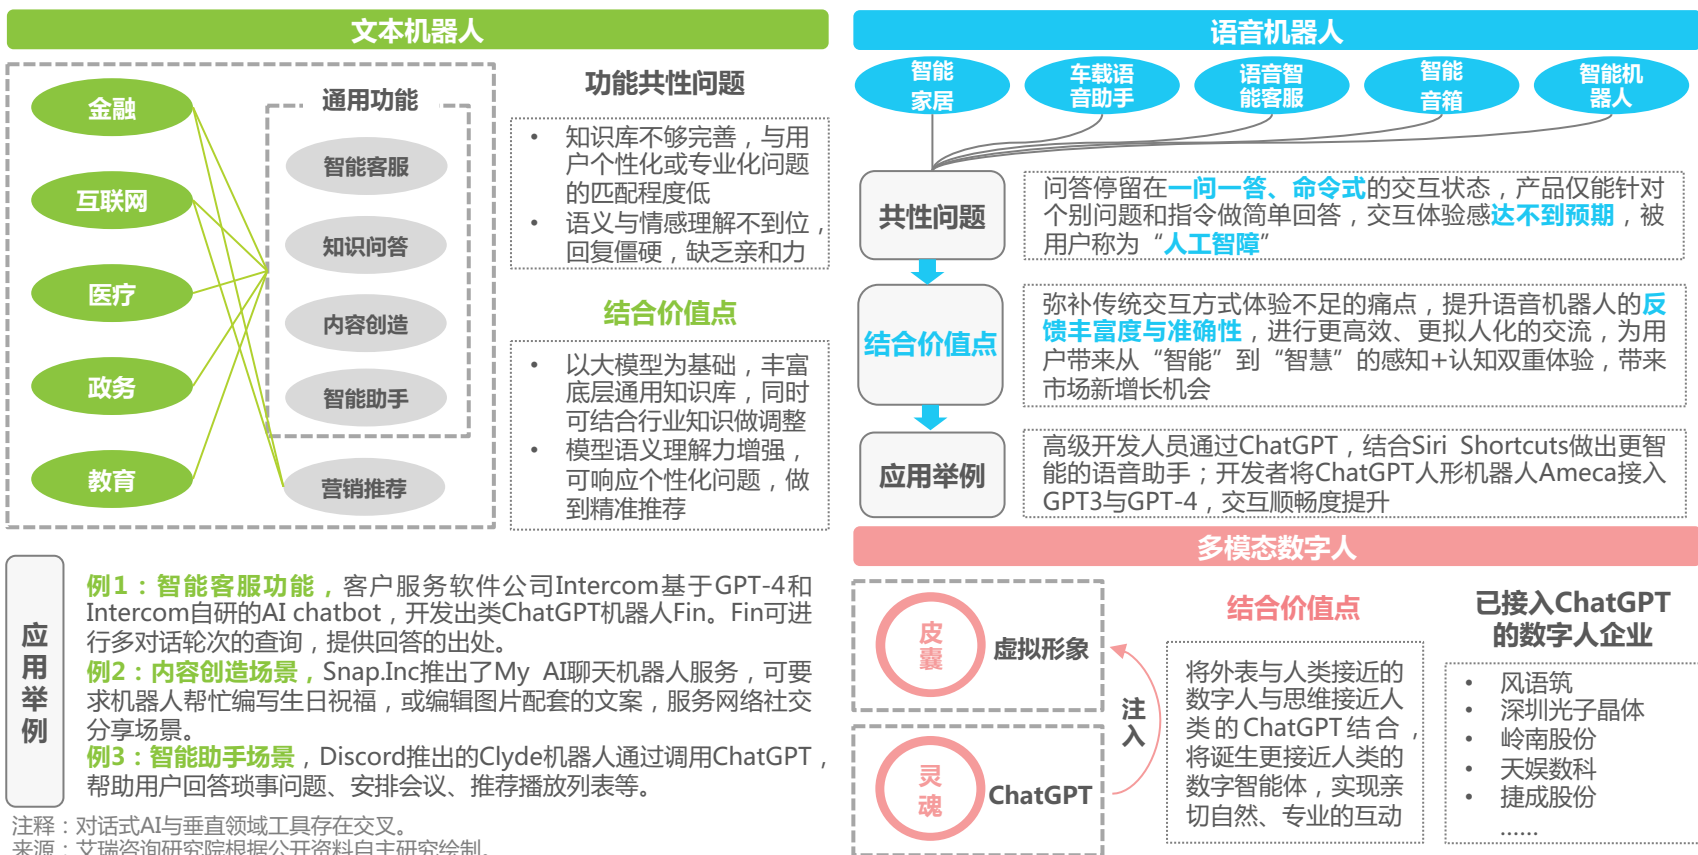 文本机器人
金融
互联网
医疗
政务
教育
通用功能
智能客服
知识问答
内容创造
智能助手
营销推荐
功能共性问题
• 知识库不够完善，与用
户个性化或专业化问题
的匹配程度低
• 语义与情感理解不到位，
回复僵硬，缺乏亲和力
结合价值点
• 以大模型为基础，丰富
底层通用知识库，同时
可结合行业知识做调整
• 模型语义理解力增强，
可响应个性化问题，做
到精准推荐
应用举例
例1：智能客服功能，客户服务软件公司Intercom基于GPT-4和
Intercom自研的AI chatbot，开发出类ChatGPT机器人Fin。Fin可进
行多对话轮次的查询，提供回答的出处。
例2：内容创造场景，Snap.Inc推出了My AI聊天机器人服务，可要
求机器人帮忙编写生日祝福，或编辑图片配套的文案，服务网络社交
分享场景。
例3：智能助手场景，Discord推出的Clyde机器人通过调用ChatGPT，
帮助用户回答琐事问题、安排会议、推荐播放列表等。
语音机器人
智能
家居
车载语
音助手
语音智
能客服
智能
音箱
智能机
器人
共性问题
问答停留在一问一答、命令式的交互状态，产品仅能针对
个别问题和指令做简单回答，交互体验感达不到预期，被
用户称为“人工智障”
结合价值点
弥补传统交互方式体验不足的痛点，提升语音机器人的反
馈丰富度与准确性，进行更高效、更拟人化的交流，为用
户带来从“智能”到“智慧”的感知+认知双重体验，带来
市场新增长机会
应用举例
高级开发人员通过ChatGPT，结合Siri Shortcuts做出更智
能的语音助手；开发者将ChatGPT人形机器人Ameca接入
GPT3与GPT-4，交互顺畅度提升
多模态数字人
皮囊
虚拟形象
灵魂
ChatGPT
注入
结合价值点
将外表与人类接近的
数字人与思维接近人
类的ChatGPT结合，
将诞生更接近人类的
数字智能体，实现亲
切自然、专业的互动
已接入ChatGPT
的数字人企业
• 风语筑
• 深圳光子晶体
• 岭南股份
• 天娱数科
• 捷成股份
……
注释：对话式AI与垂直领域工具存在交叉。
来源：艾瑞咨询研究院根据公开资料自主研究绘制。